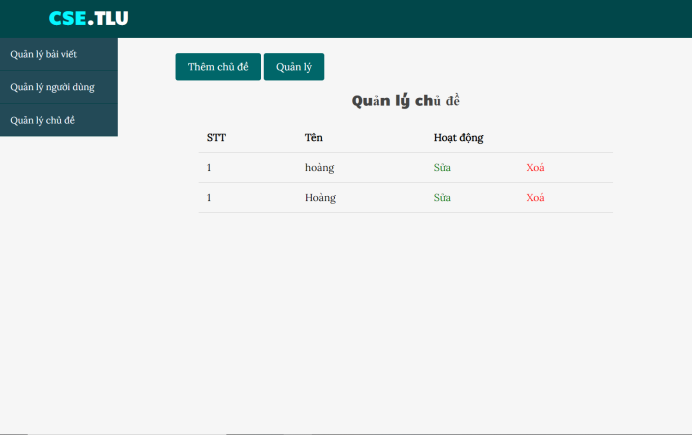 CSE.TLU
Quản lý bài viết
Quản lý người dùng
Quản lý chủ đề
Thêm chủ đề Quản lý
Quản lý chủ đề
STT Tên Hoạt động
1 hoàng Sửa Xoá
1 Hoàng Sửa Xoá